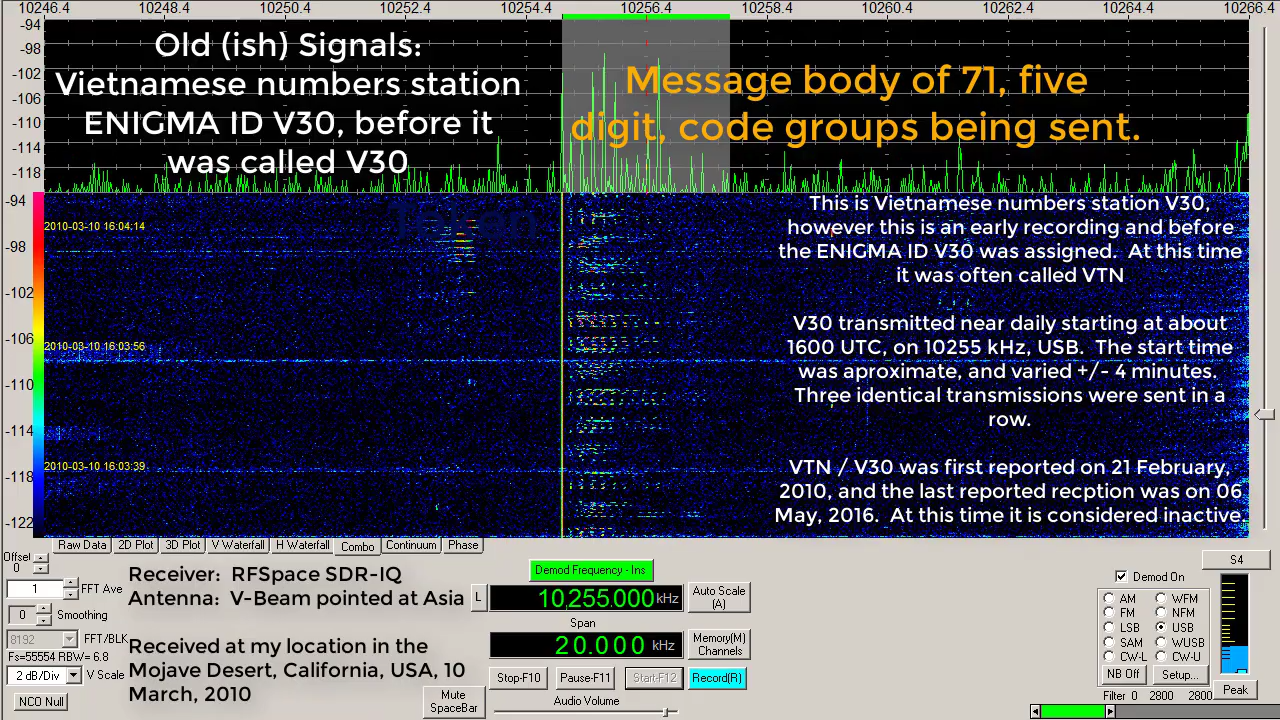 10246.4 10248.4 10250.4 10252.4 10254.4 10256.4 10258.4 10260.4 10262.4 10264.4 10266.4
-94
-98
-102
-106
-110
-114
-118
Old (ish) Signals:
Vietnamese numbers station
ENIGMA ID V30, before it
was called V30
Message body of 71, five
digit, code groups being sent.
-94
-98
-102
-106
-110
-114
-118
-122
2010-03-10 16:04:14
2010-03-10 16:03:56
2010-03-10 16:03:39
This is Vietnamese numbers station V30,
however this is an early recording and before
the ENIGMA ID V30 was assigned.  At this time
it was often called VTN
V30 transmitted near daily starting at about
1600 UTC, on 10255 kHz, USB.  The start time
was aproximate, and varied +/- 4 minutes.
Three identical transmissions were sent in a
row.
VTN / V30 was first reported on 21 February,
2010, and the last reported recption was on 06
May, 2016.  At this time it is considered inactive.
Raw Data 2D Plot 3D Plot V Waterfall H Waterfall Combo Continuum Phase
Offset
0
1 FFT Ave
0 Smoothing
8192 FFT/BLK
Fs=55554 RBW= 6.8
2 dB/Div V Scale
NCO Null
Receiver:  RFSpace SDR-IQ
Antenna:  V-Beam pointed at Asia
Received at my location in the
Mojave Desert, California, USA, 10
March, 2010
Mute
SpaceBar
Demod Frequency - Ins
L 10,255.000 kHz
Span
20.000 kHz
Auto Scale
(A)
Memory(M)
Channels
Stop-F10 Pause-F11 Start-F12 Record(R)
Audio Volume
S4
Demod On
AM WFM
FM NFM
LSB USB
SAM WUSB
CW-L CW-U
NB Off Setup...
Filter 0 2800 2800
Peak